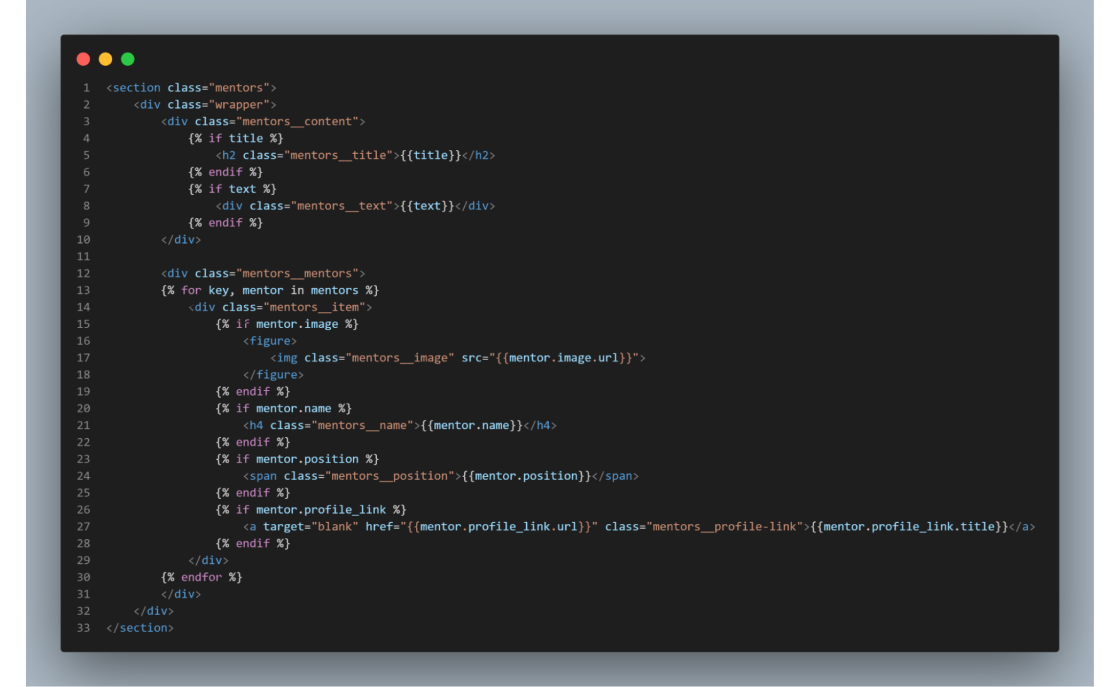 1 <section class="mentors">
2     <div class="wrapper">
3         <div class="mentors__content">
4             {% if title %}
5                 <h2 class="mentors__title">{{title}}</h2>
6             {% endif %}
7             {% if text %}
8                 <div class="mentors__text">{{text}}</div>
9             {% endif %}
10         </div>
11
12         <div class="mentors__mentors">
13         {% for key, mentor in mentors %}
14             <div class="mentors__item">
15                 {% if mentor.image %}
16                     <figure>
17                         <img class="mentors__image" src="{{mentor.image.url}}">
18                     </figure>
19                 {% endif %}
20                 {% if mentor.name %}
21                     <h4 class="mentors__name">{{mentor.name}}</h4>
22                 {% endif %}
23                 {% if mentor.position %}
24                     <span class="mentors__position">{{mentor.position}}</span>
25                 {% endif %}
26                 {% if mentor.profile_link %}
27                     <a target="blank" href="{{mentor.profile_link.url}}" class="mentors__profile-link">{{mentor.profile_link.title}}</a>
28                 {% endif %}
29             </div>
30         {% endfor %}
31         </div>
32     </div>
33 </section>